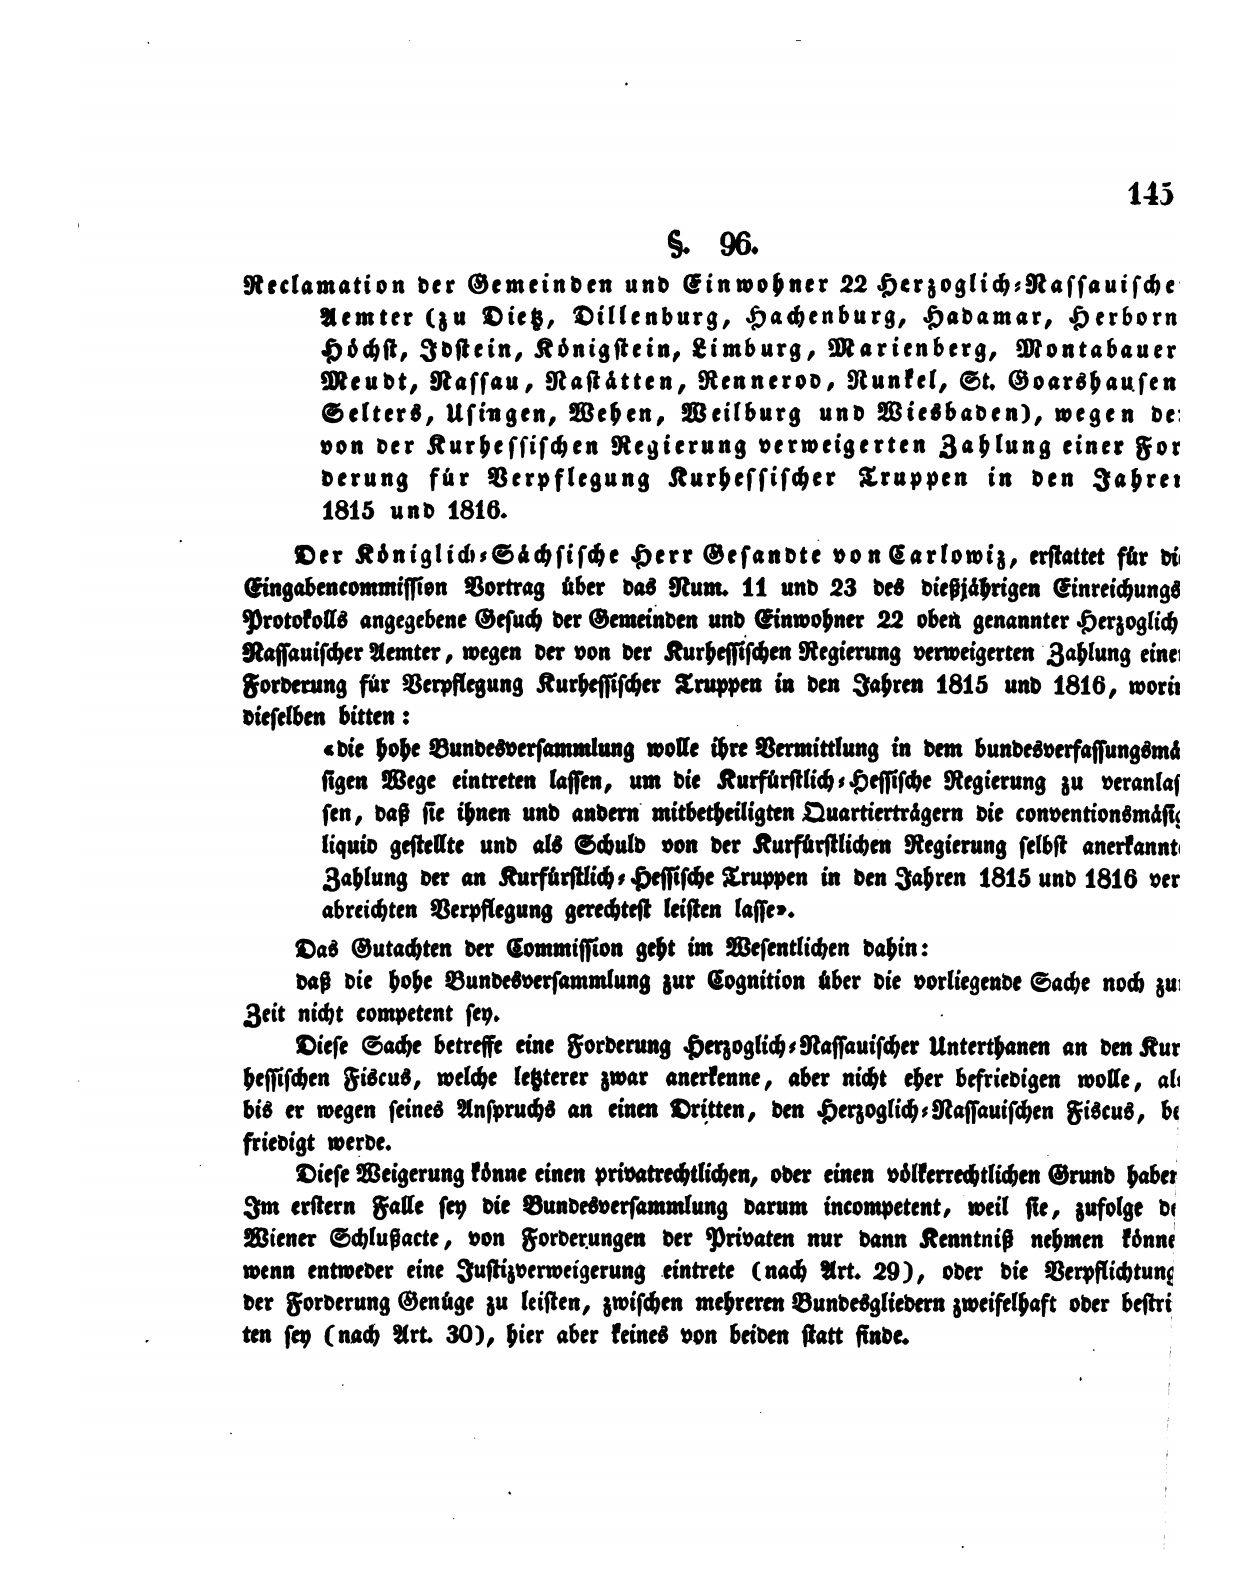 145
§. 96.
Reclamation der Gemeinden und Einwohner 22 Herzoglich-Nassauische
Aemter (zu Dietz, Dillenburg, Hachenburg, Hadamar, Herborn
Höchst, Idstein, Königstein, Limburg, Marienberg, Montabauer
Meudt, Nassau, Nastätten, Rennerod, Runkel, St. Goarshausen
Selters, Usingen, Wehen, Weilburg und Wiesbaden), wegen de
von der Kurhessischen Regierung verweigerten Zahlung einer For
derung für Verpflegung Kurhessischer Truppen in den Jahre
1815 und 1816.
Der Königlich-Sächsische Herr Gesandte von Carlowiz, erstattet für di
Eingabencommission Vortrag über das Num. 11 und 23 des dießjährigen Einreichungs
Protokolls angegebene Gesuch der Gemeinden und Einwohner 22 oben genannter Herzoglich
Nassauischer Aemter, wegen der von der Kurhessischen Regierung verweigerten Zahlung eine
Forderung für Verpflegung Kurhessischer Truppen in den Jahren 1815 und 1816, wori
dieselben bitten:
«die hohe Bundesversammlung wolle ihre Vermittlung in dem bundesverfassungsmä
sigen Wege eintreten lassen, um die Kurfürstlich-Hessische Regierung zu veranlas
sen, daß sie ihnen und andern mitbetheiligten Quartierträgern die conventionsmäsig
liquid gestellte und als Schuld von der Kurfürstlichen Regierung selbst anerkannt
Zahlung der an Kurfürstlich-Hessische Truppen in den Jahren 1815 und 1816 ver
abreichten Verpflegung gerechtest leisten lasse».
Das Gutachten der Commission geht im Wesentlichen dahin:
daß die hohe Bundesversammlung zur Cognition über die vorliegende Sache noch zu
Zeit nicht competent sey.
Diese Sache betreffe eine Forderung Herzoglich-Nassauischer Unterthanen an den Kur
hessischen Fiscus, welche letzterer zwar anerkenne, aber nicht eher befriedigen wolle, al
bis er wegen seines Anspruchs an einen Dritten, den Herzoglich-Nassauischen Fiscus, be
friedigt werde.
Diese Weigerung könne einen privatrechtlichen, oder einen völkerrechtlichen Grund haben
Im erstern Falle sey die Bundesversammlung darum incompetent, weil sie, zufolge de
Wiener Schlußacte, von Forderungen der Privaten nur dann Kenntniß nehmen könne
wenn entweder eine Justizverweigerung eintrete (nach Art. 29), oder die Verpflichtung
der Forderung Genüge zu leisten, zwischen mehreren Bundesgliedern zweifelhaft oder bestri
ten sey (nach Art. 30), hier aber keines von beiden statt finde.